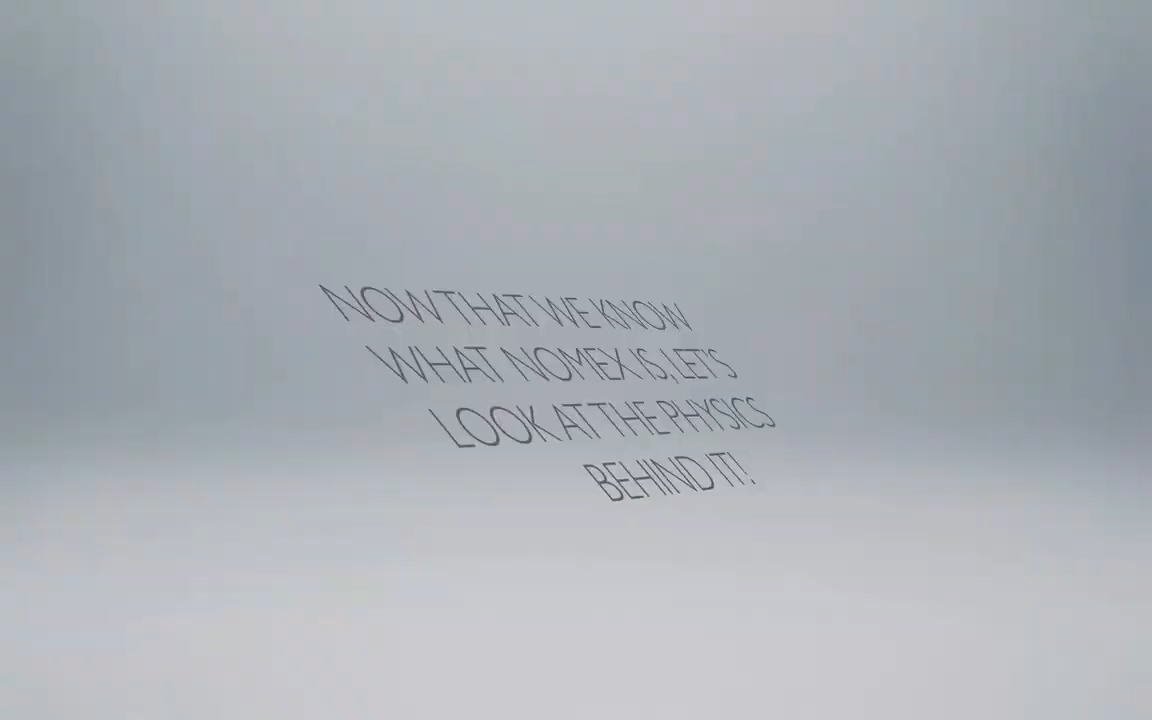 NOW THAT WE KNOW
WHAT NOMEX IS, LET'S
LOOK AT THE PHYSICS
BEHIND IT!